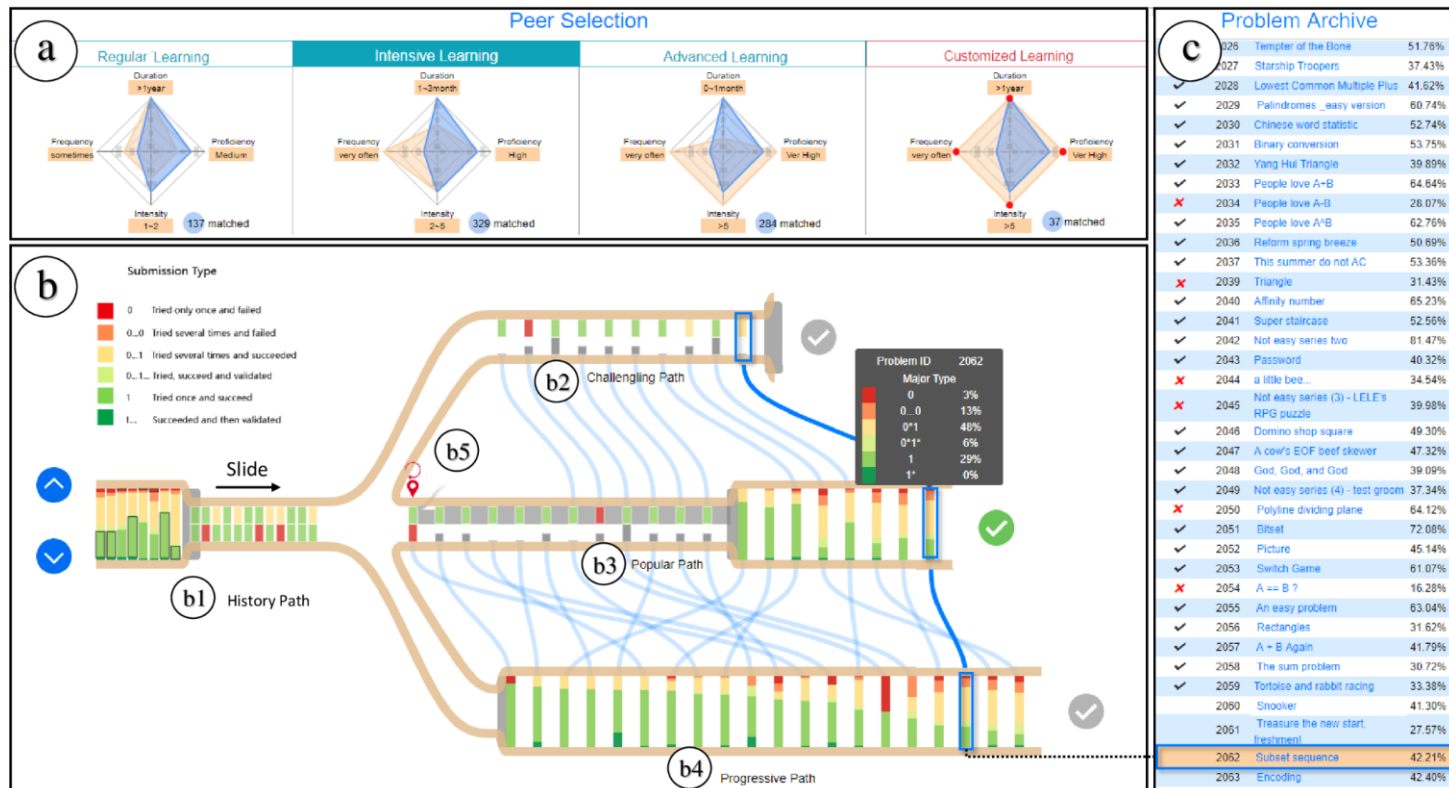 a
Peer Selection
Regular Learning
Duration
>1year
Frequency
sometimes
Proficiency
Medium
Intensity
1~2
137 matched
Intensive Learning
Duration
1~3month
Frequency
very often
Proficiency
High
Intensity
2~5
329 matched
Advanced Learning
Duration
0~1month
Frequency
very often
Proficiency
Ver High
Intensity
>5
284 matched
Customized Learning
Duration
>1year
Frequency
very often
Proficiency
Ver High
Intensity
>5
37 matched
b
Submission Type
0 Tried only once and failed
0...0 Tried several times and failed
0...1 Tried several times and succeeded
0...1... Tried, succeed and validated
1 Tried once and succeed
1... Succeeded and then validated
Slide
b1 History Path
b2 Challengling Path
b5
b3 Popular Path
b4 Progressive Path
Problem ID 2062
Major Type
0 3%
0...0 13%
0*1 48%
0*1* 6%
1 29%
1* 0%
c
Problem Archive
026 Tempter of the Bone 51.76%
2027 Starship Troopers 37.43%
2028 Lowest Common Multiple Plus 41.62%
2029 Palindromes _easy version 60.74%
2030 Chinese word statistic 52.74%
2031 Binary conversion 53.75%
2032 Yang Hui Triangle 39.89%
2033 People love A+B 64.64%
2034 People love A-B 28.07%
2035 People love A^B 62.76%
2036 Reform spring breeze 50.69%
2037 This summer do not AC 53.36%
2039 Triangle 31.43%
2040 Affinity number 65.23%
2041 Super staircase 52.56%
2042 Not easy series two 81.47%
2043 Password 40.32%
2044 a little bee... 34.54%
2045 Not easy series (3) - LELE's
RPG puzzle 39.98%
2046 Domino shop square 49.30%
2047 A cow's EOF beef skewer 47.32%
2048 God, God, and God 39.09%
2049 Not easy series (4) - test groom 37.34%
2050 Polyline dividing plane 64.12%
2051 Bitset 72.08%
2052 Picture 45.14%
2053 Switch Game 61.07%
2054 A == B ? 16.28%
2055 An easy problem 63.04%
2056 Rectangles 31.62%
2057 A + B Again 41.79%
2058 The sum problem 30.72%
2059 Tortoise and rabbit racing 33.38%
2060 Snooker 41.30%
2061 Treasure the new start,
freshmen! 27.57%
2062 Subset sequence 42.21%
2063 Encoding 42.40%